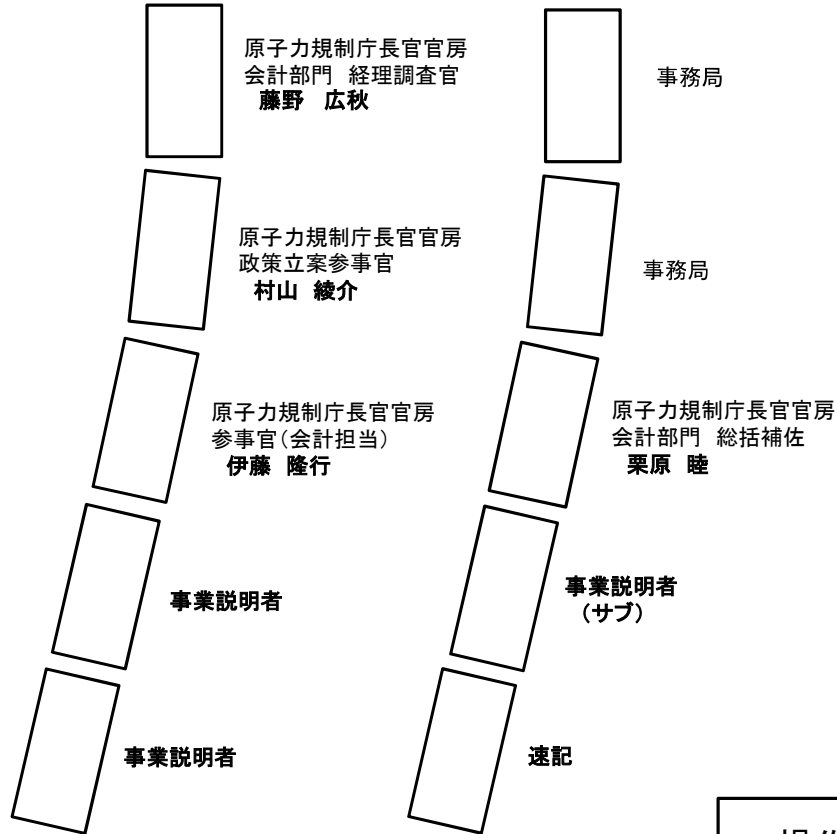 原子力規制庁長官官房
会計部門 経理調査官
藤野 広秋
事務局
原子力規制庁長官官房
政策立案参事官
村山 綾介
事務局
原子力規制庁長官官房
参事官(会計担当)
伊藤 隆行
原子力規制庁長官官房
会計部門 総括補佐
栗原 睦
事業説明者
事業説明者
(サブ)
事業説明者
速記